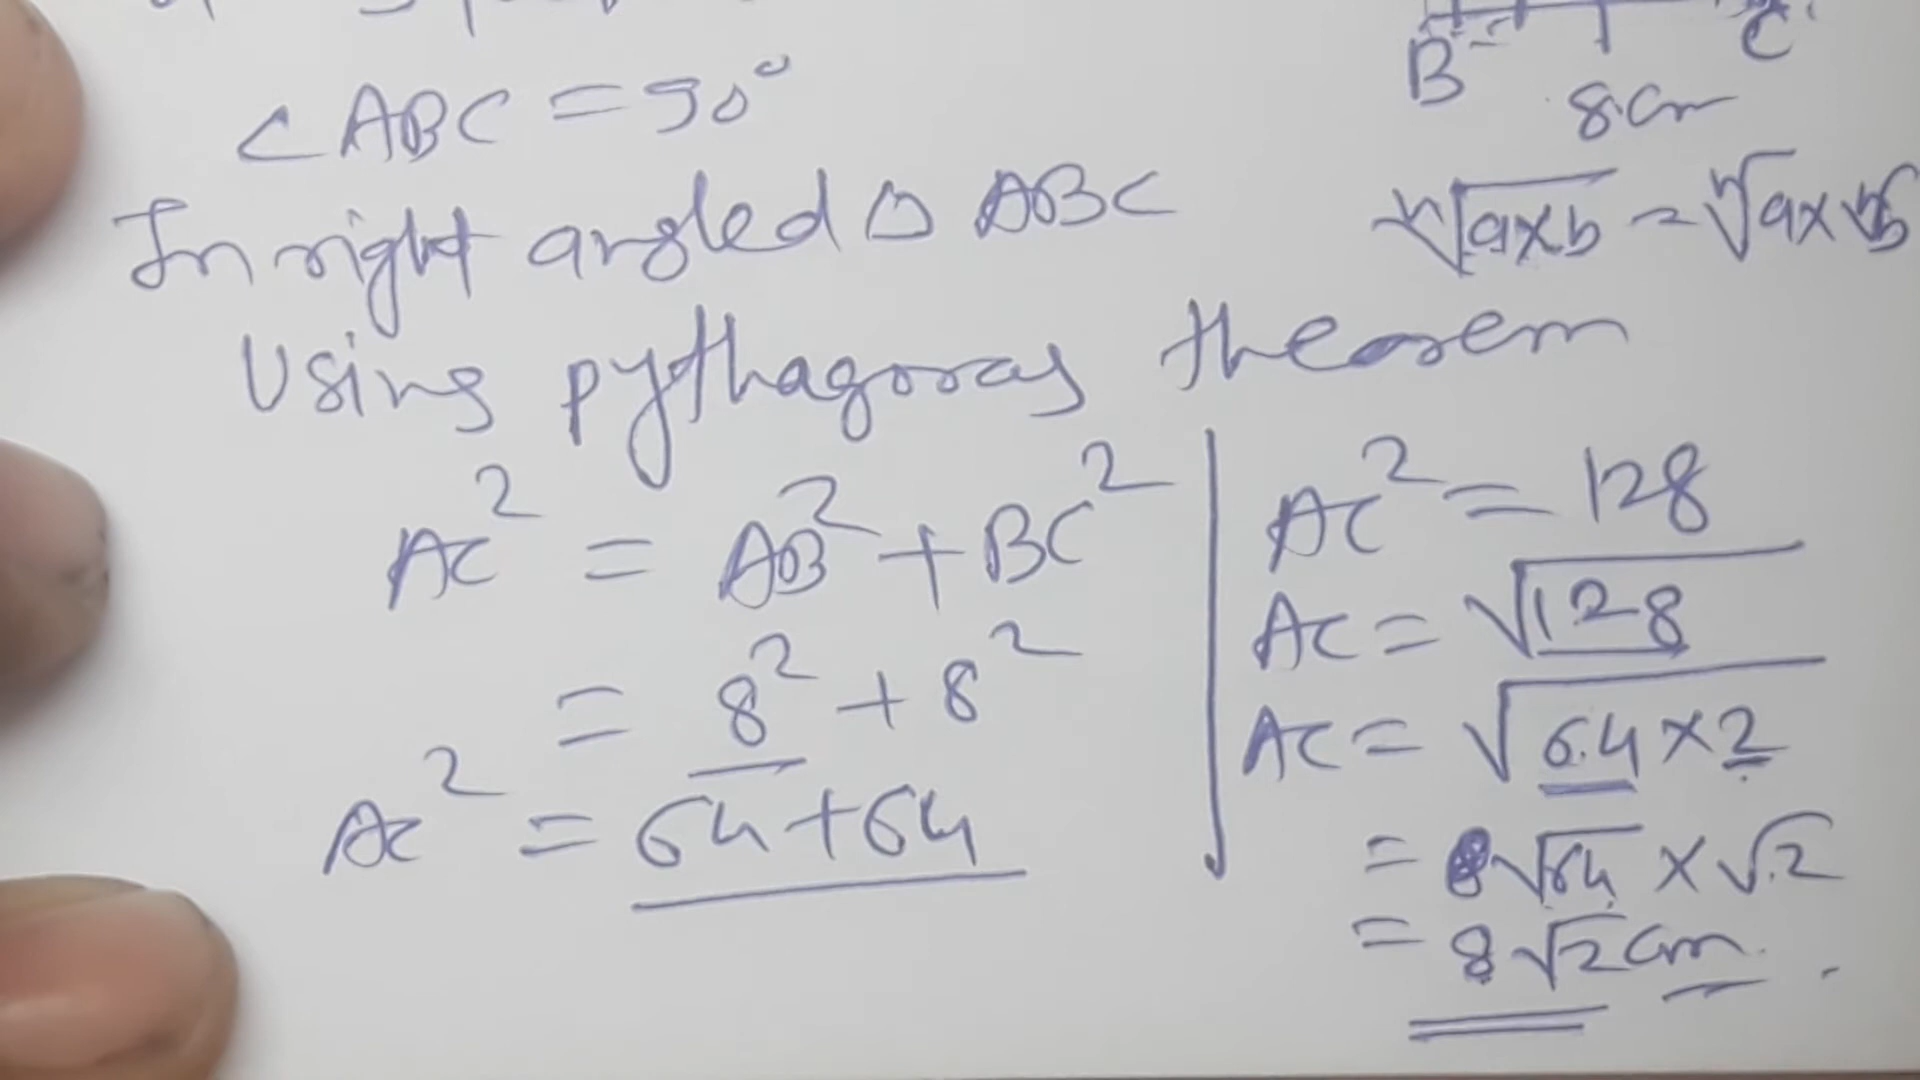 ∠ABC = 90°
In right angled △ ABC
Using pythagoras theorem
AC² = AB² + BC²
= 8² + 8²
AC² = 64+64
B C
8cm
ⁿ√a×b = ⁿ√a × ⁿ√b
AC² = 128
AC = √128
AC = √64×2
= √64 × √2
= 8√2 cm.